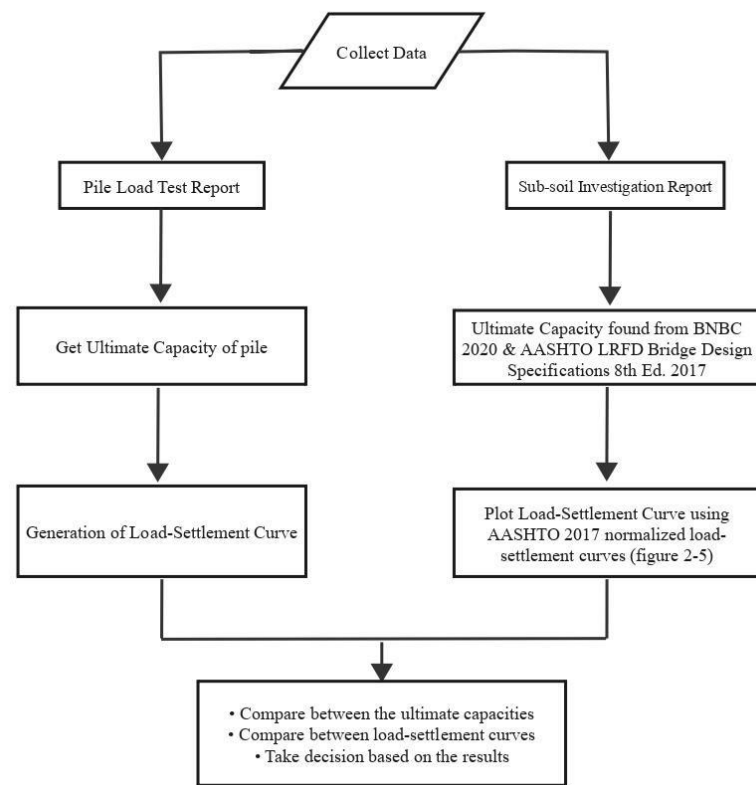 Collect Data
Pile Load Test Report
Sub-soil Investigation Report
Get Ultimate Capacity of pile
Ultimate Capacity found from BNBC
2020 & AASHTO LRFD Bridge Design
Specifications 8th Ed. 2017
Generation of Load-Settlement Curve
Plot Load-Settlement Curve using
AASHTO 2017 normalized load-
settlement curves (figure 2-5)
• Compare between the ultimate capacities
• Compare between load-settlement curves
• Take decision based on the results